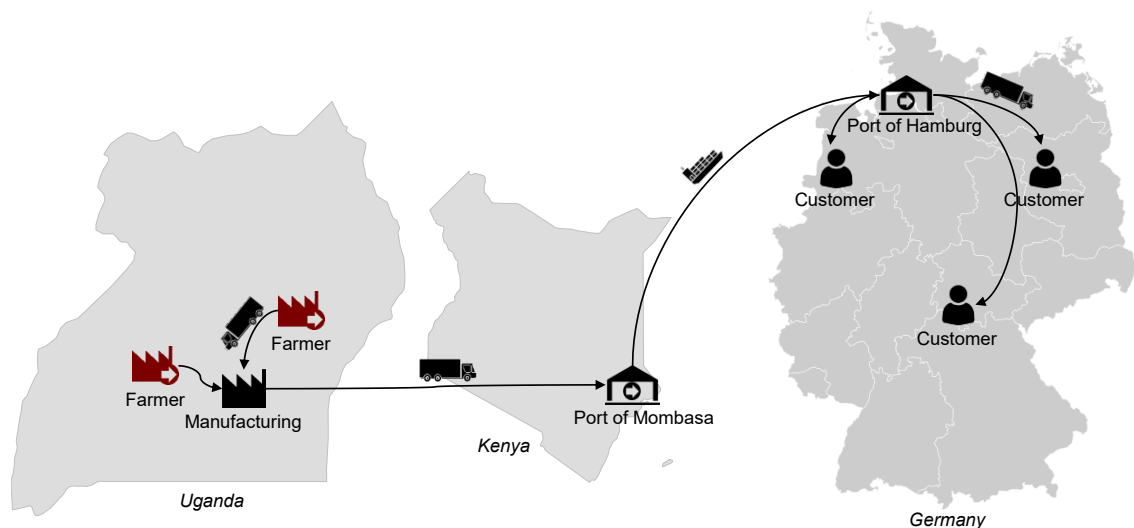 Port of Hamburg
Customer
Customer
Customer
Farmer
Farmer
Manufacturing
Port of Mombasa
Kenya
Uganda
Germany